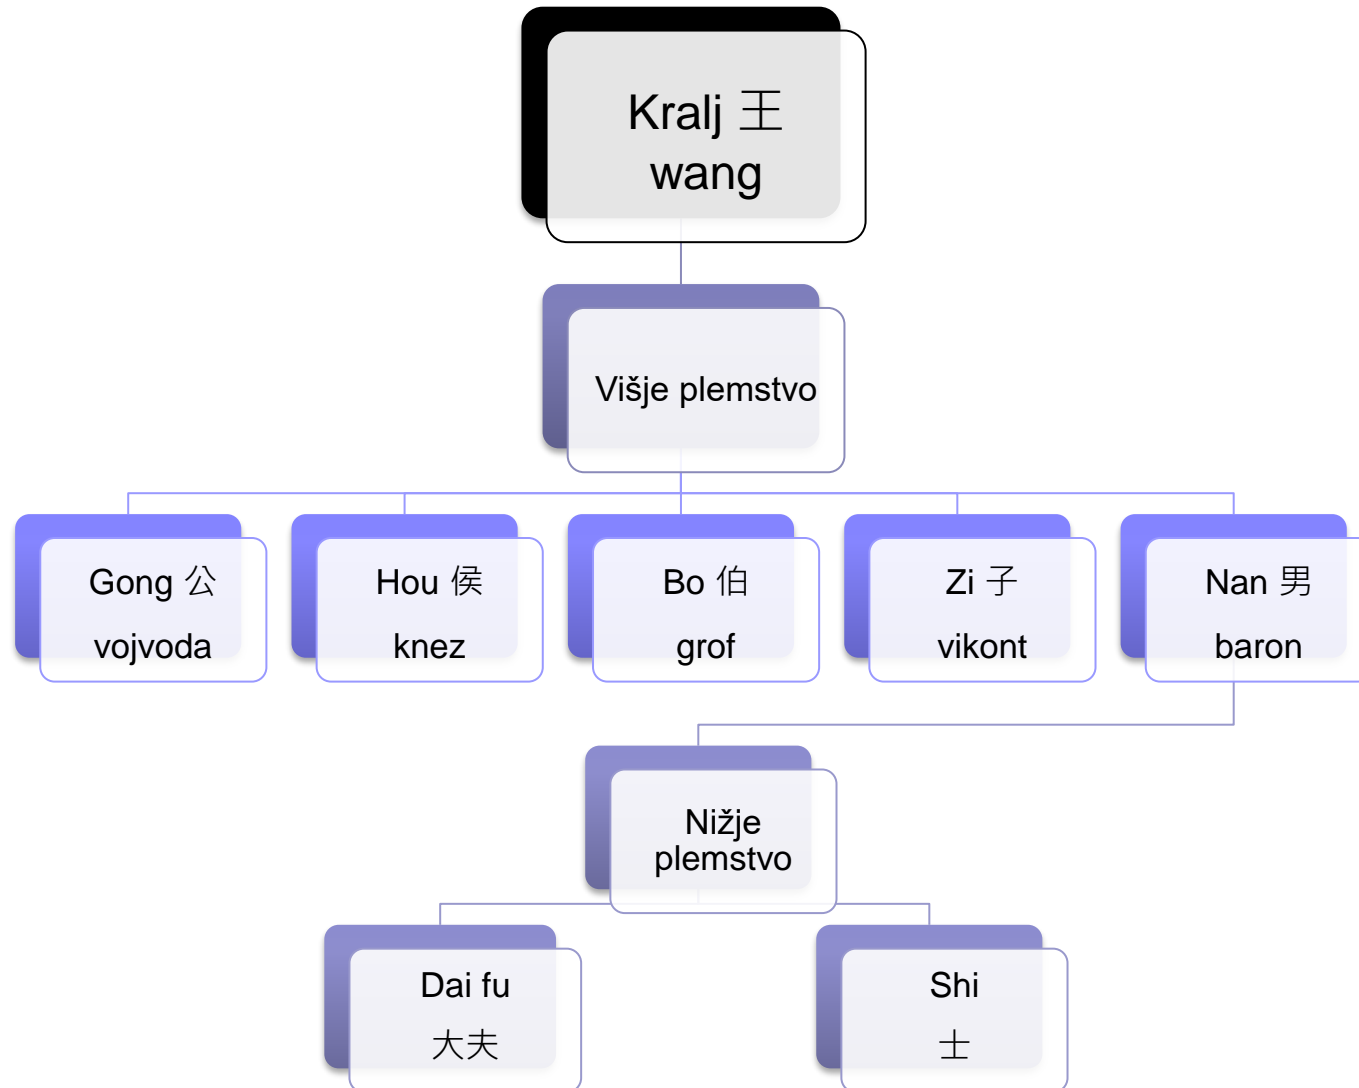 Kralj 王
wang
Višje plemstvo
Gong 公
vojvoda
Hou 侯
knez
Bo 伯
grof
Zi 子
vikont
Nan 男
baron
Nižje
plemstvo
Dai fu
大夫
Shi
士